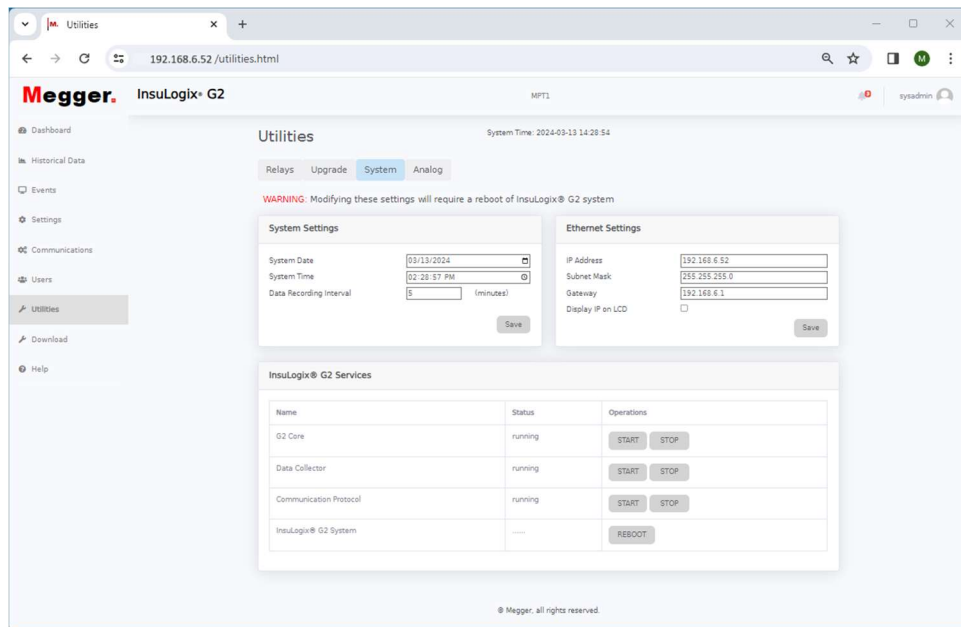 M. Utilities
192.168.6.52 /utilities.html
M
Megger. InsuLogix® G2 MPT1 sysadmin
Dashboard
Historical Data
Events
Settings
Communications
Users
Utilities
Download
Help
Utilities System Time: 2024-03-13 14:28:54
Relays Upgrade System Analog
WARNING: Modifying these settings will require a reboot of InsuLogix® G2 system
System Settings
System Date 03/13/2024
System Time 02:28:57 PM
Data Recording Interval 5 (minutes)
Save
Ethernet Settings
IP Address 192.168.6.52
Subnet Mask 255.255.255.0
Gateway 192.168.6.1
Display IP on LCD
Save
InsuLogix® G2 Services
Name Status Operations
G2 Core running START STOP
Data Collector running START STOP
Communication Protocol running START STOP
InsuLogix® G2 System ...... REBOOT
® Megger, all rights reserved.